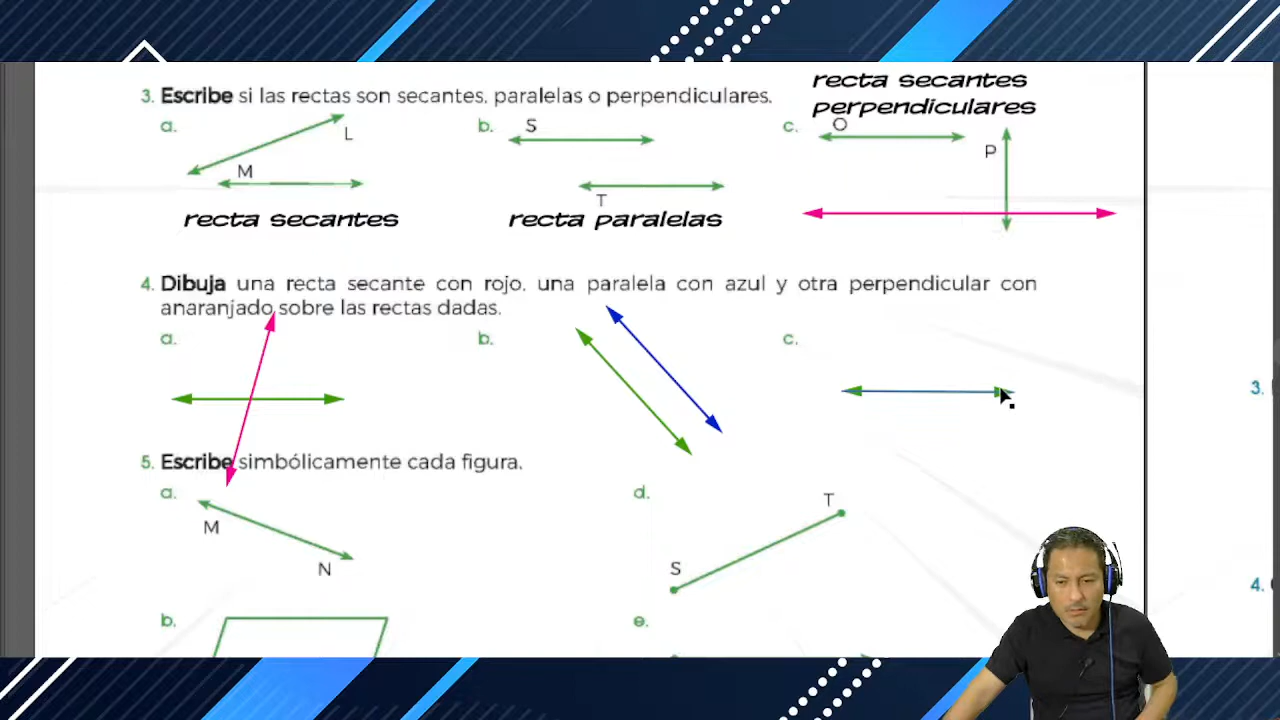 recta secantes
perpendiculares
3. Escribe si las rectas son secantes, paralelas o perpendiculares.
a.
L
M
recta secantes
b.
S
T
recta paralelas
c.
O
P
4. Dibuja una recta secante con rojo, una paralela con azul y otra perpendicular con
anaranjado sobre las rectas dadas.
a.
b.
c.
3.
5. Escribe simbólicamente cada figura.
a.
M
N
d.
T
S
b.
e.
4.